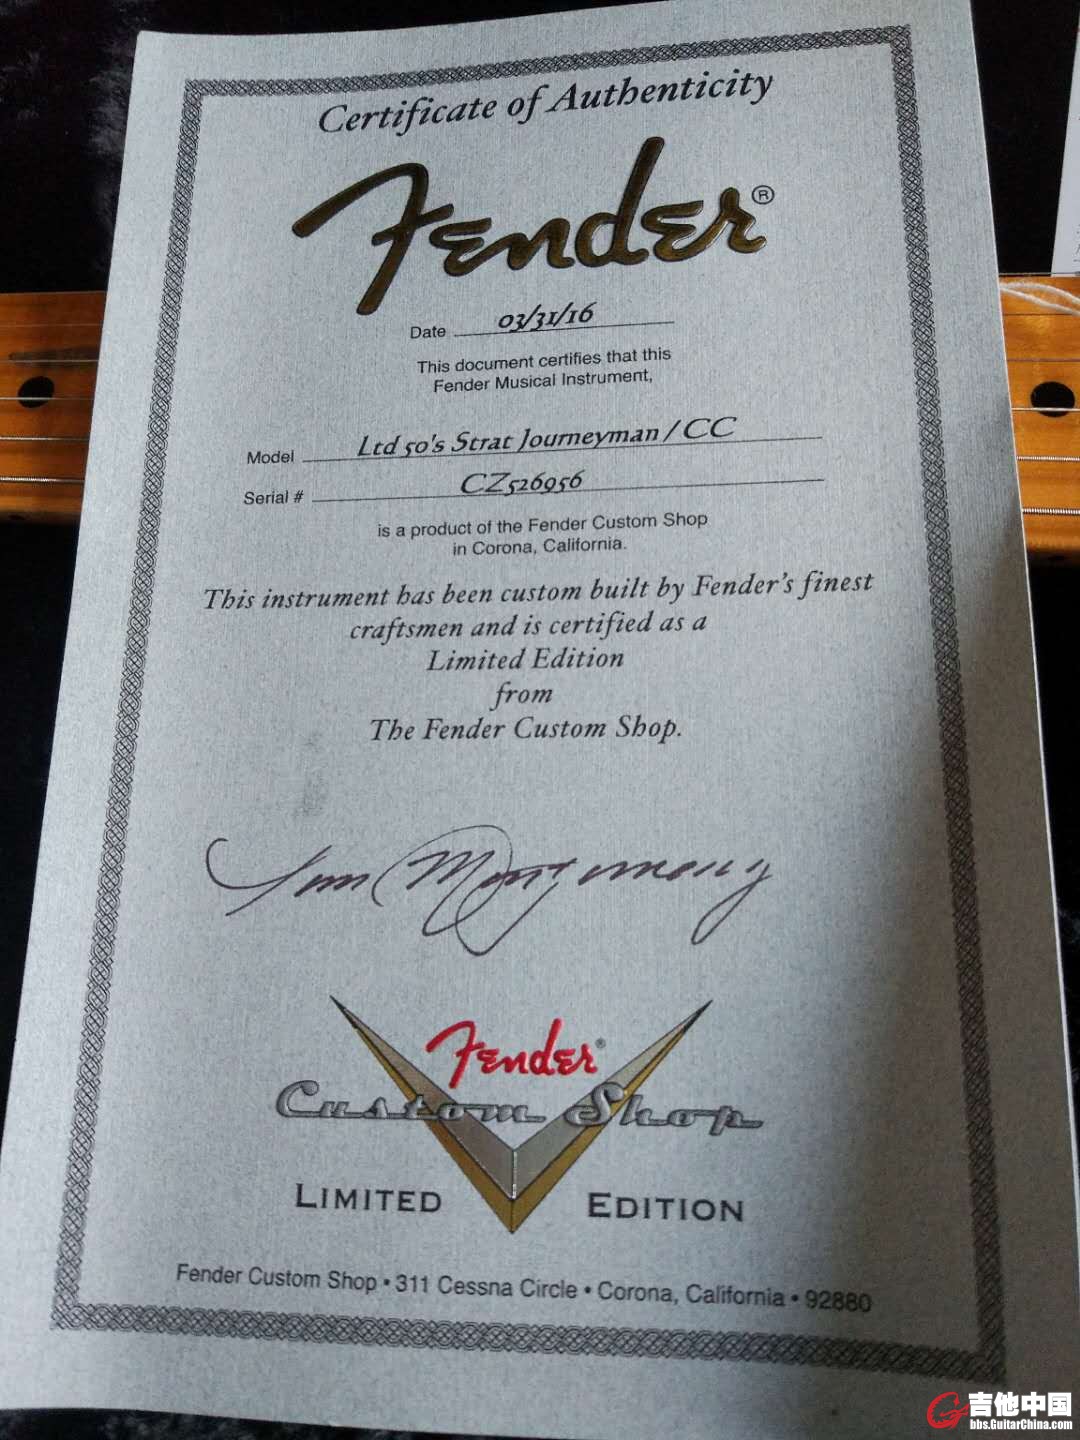 Certificate of Authenticity
Fender®
Date 03/31/16
This document certifies that this
Fender Musical Instrument,
Model Ltd 50's Strat Journeyman / CC
Serial # CZ526956
is a product of the Fender Custom Shop
in Corona, California.
This instrument has been custom built by Fender's finest
craftsmen and is certified as a
Limited Edition
from
The Fender Custom Shop.
Fender®
Custom Shop
LIMITED EDITION
Fender Custom Shop • 311 Cessna Circle • Corona, California • 92880
吉他中国
bbs.GuitarChina.com